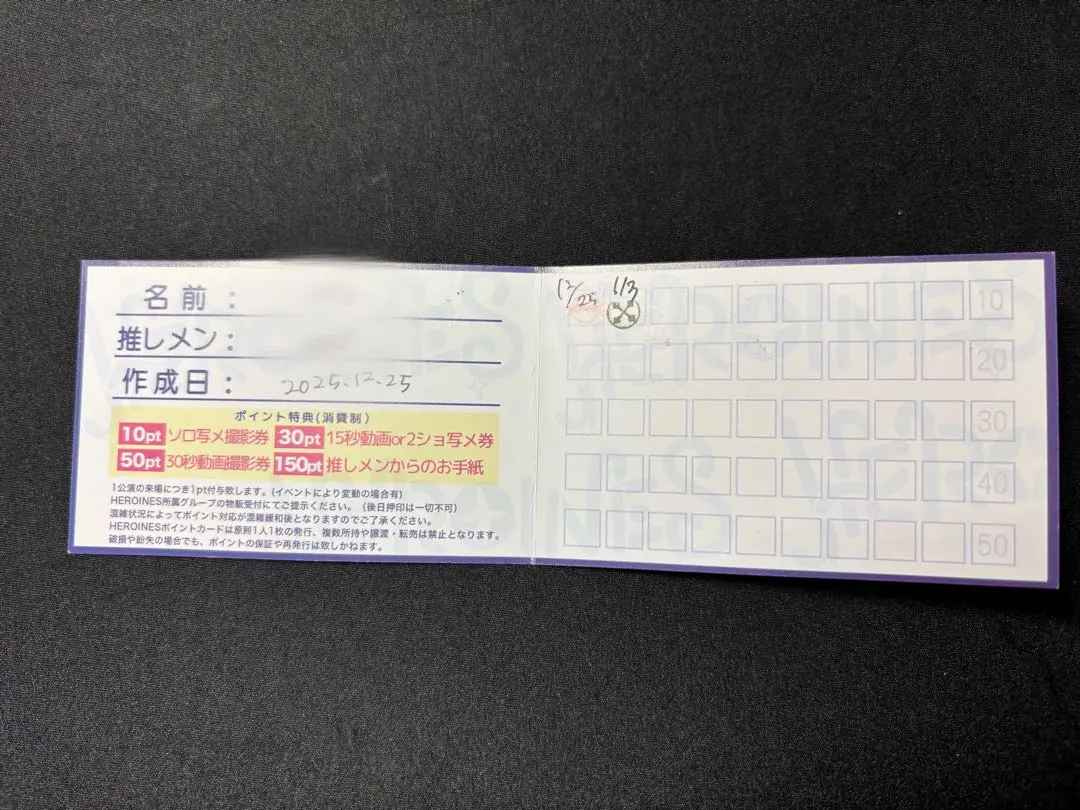 名前：
推しメン：
作成日： 2025.12.25
ポイント特典(消費制)
10pt ソロ写メ撮影券 30pt 15秒動画or2ショ写メ券
50pt 30秒動画撮影券 150pt 推しメンからのお手紙
1公演の来場につき1pt付与致します。(イベントにより変動の場合有)
HEROINES所属グループの物販受付にてご提示ください。(後日押印は一切不可)
混雑状況によってポイント対応が混雑緩和後となりますのでご了承ください。
HEROINESポイントカードは原則1人1枚の発行、複数所持や譲渡・転売は禁止となります。
破損や紛失の場合でも、ポイントの保証や再発行は致しかねます。
12/25 1/3 10
20
30
40
50